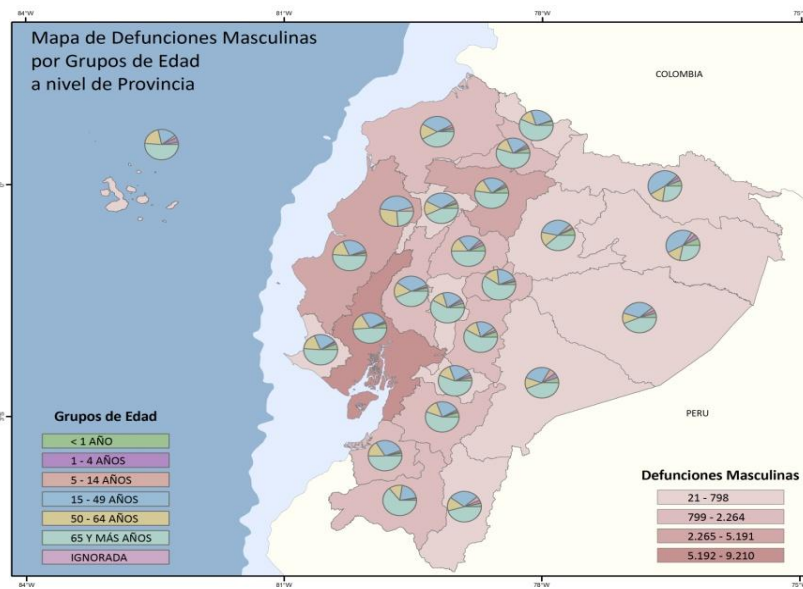 84°W
81°W
78°W
75°W
Mapa de Defunciones Masculinas
por Grupos de Edad
a nivel de Provincia
COLOMBIA
PERU
Grupos de Edad
< 1 AÑO
1 - 4 AÑOS
5 - 14 AÑOS
15 - 49 AÑOS
50 - 64 AÑOS
65 Y MÁS AÑOS
IGNORADA
Defunciones Masculinas
21 - 798
799 - 2.264
2.265 - 5.191
5.192 - 9.210
84°W
81°W
78°W